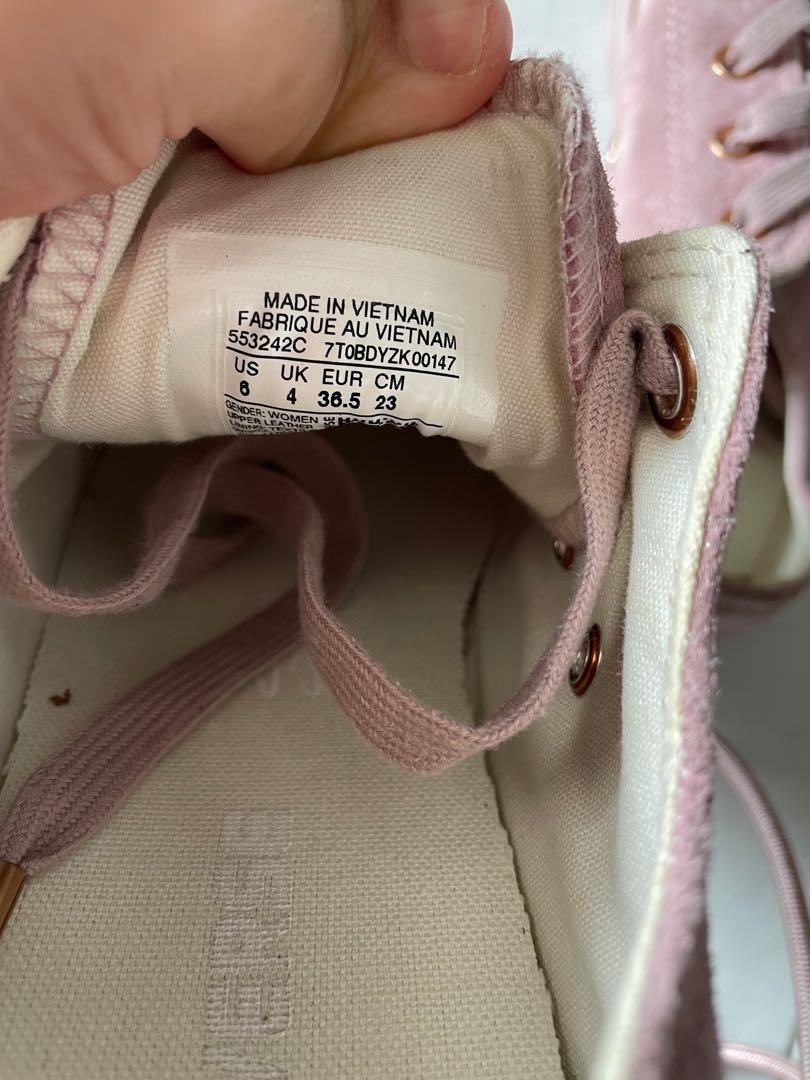 MADE IN VIETNAM
FABRIQUE AU VIETNAM
553242C 7T0BDYZK00147
US UK EUR CM
6 4 36.5 23
GENDER: WOMEN
UPPER LEATHER